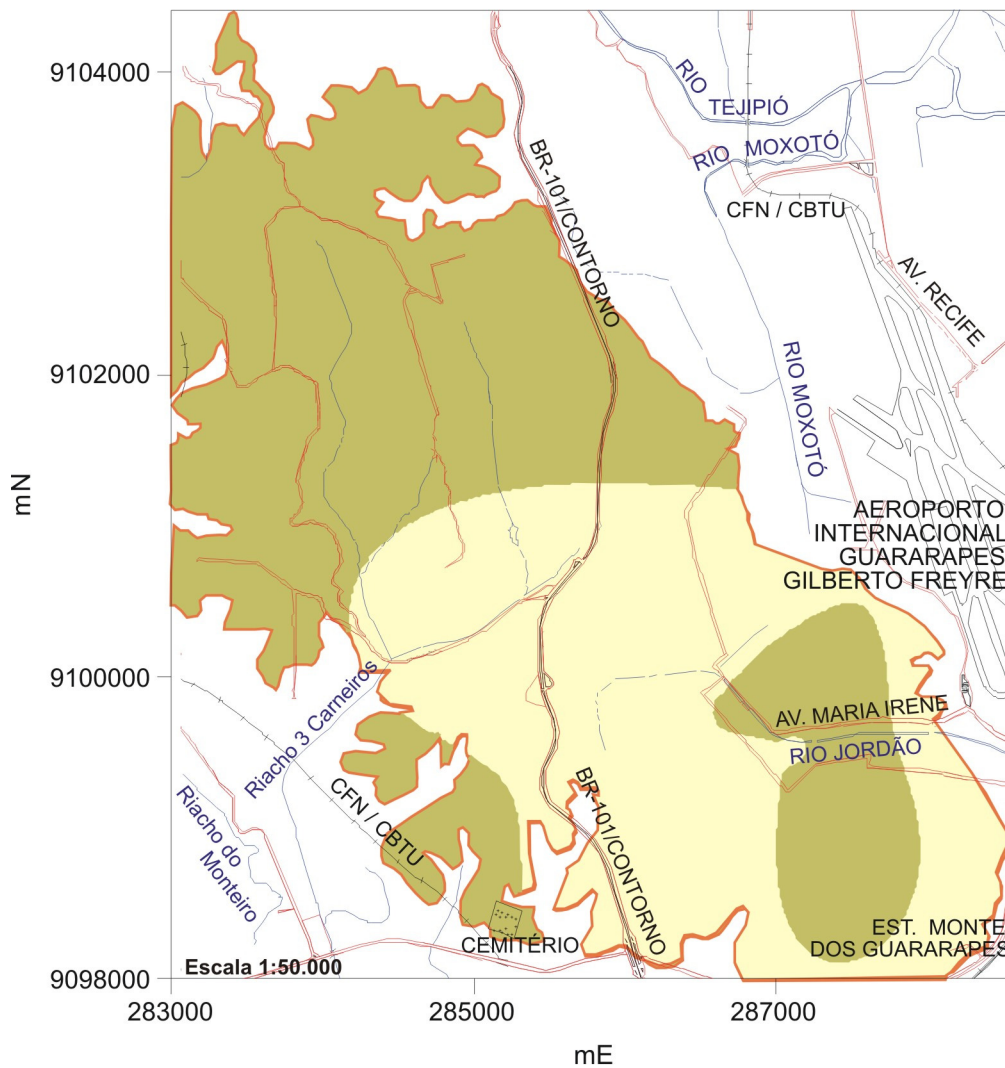 9104000
9102000
9100000
9098000
mN
283000
285000
287000
mE
Escala 1:50.000
RIO
TEJIPIÓ
RIO MOXOTÓ
CFN / CBTU
AV. RECIFE
BR-101/CONTORNO
RIO MOXOTÓ
AEROPORTO
INTERNACIONAL
GUARARAPES
GILBERTO FREYRE
AV. MARIA IRENE
RIO JORDÃO
Riacho 3 Carneiros
CFN / CBTU
Riacho do
Monteiro
BR-101/CONTORNO
CEMITÉRIO
EST. MONTE
DOS GUARARAPES